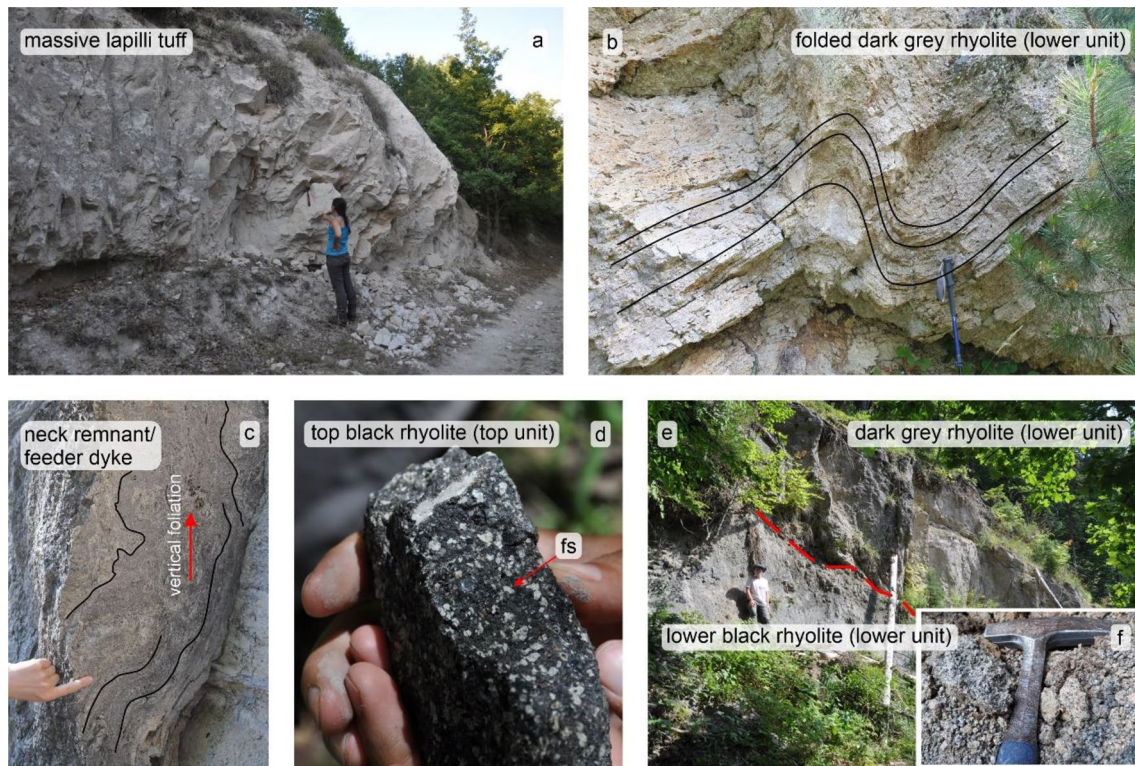 massive lapilli tuff
a
b
folded dark grey rhyolite (lower unit)
neck remnant/
feeder dyke
c
vertical foliation
top black rhyolite (top unit)
d
fs
e
dark grey rhyolite (lower unit)
lower black rhyolite (lower unit)
f